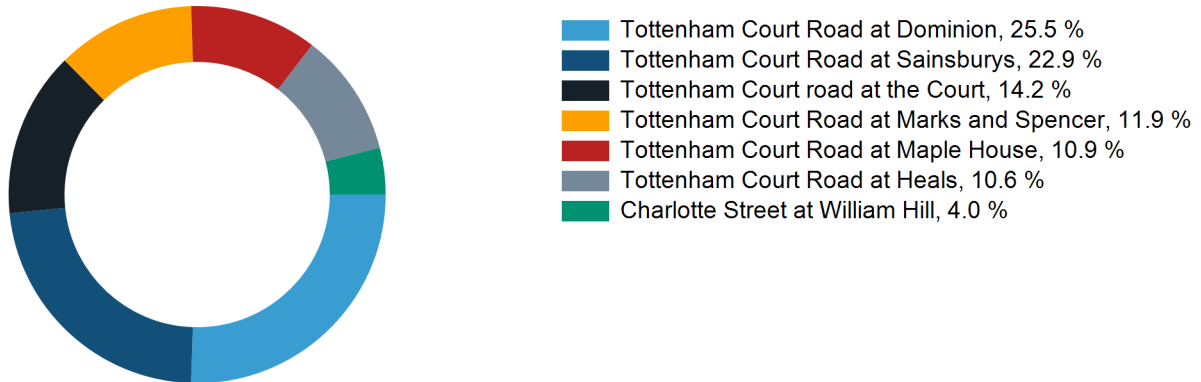 Tottenham Court Road at Dominion, 25.5 %
Tottenham Court Road at Sainsburys, 22.9 %
Tottenham Court road at the Court, 14.2 %
Tottenham Court Road at Marks and Spencer, 11.9 %
Tottenham Court Road at Maple House, 10.9 %
Tottenham Court Road at Heals, 10.6 %
Charlotte Street at William Hill, 4.0 %